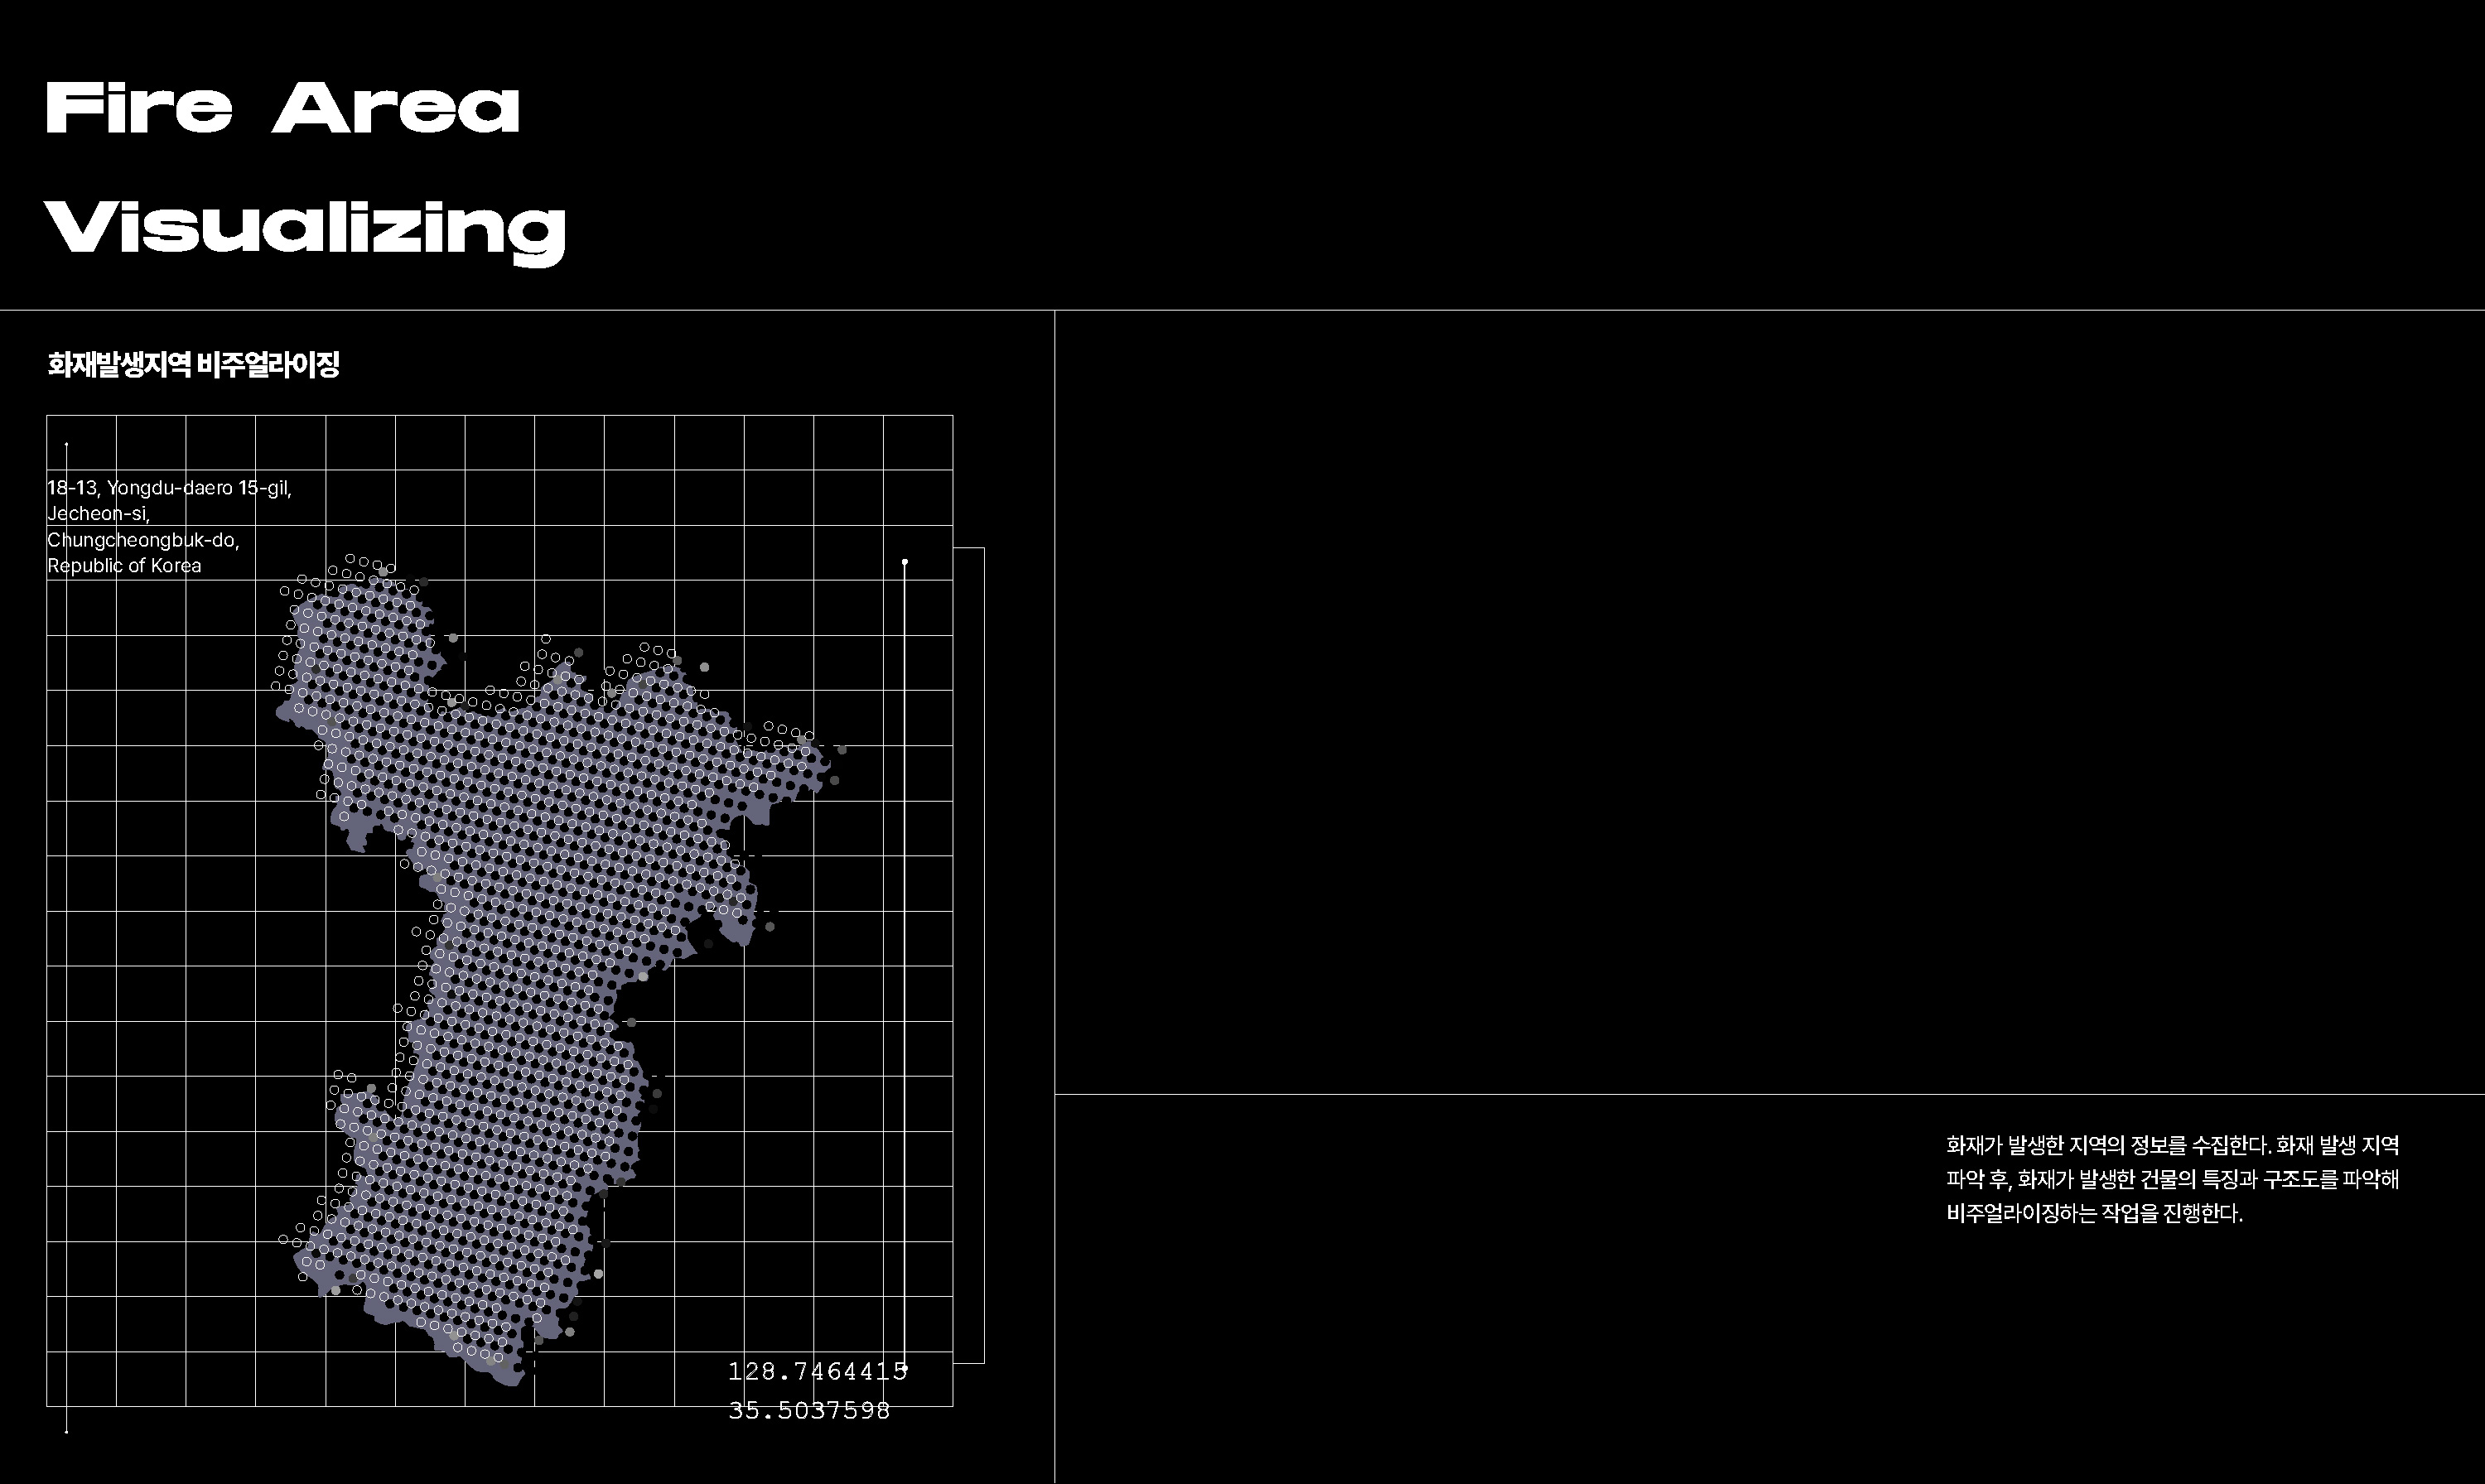 Fire Area
Visualizing
화재발생지역 비주얼라이징
18-13, Yongdu-daero 15-gil,
Jecheon-si,
Chungcheongbuk-do,
Republic of Korea
128.7464415
35.5037598
화재가 발생한 지역의 정보를 수집한다. 화재 발생 지역
파악 후, 화재가 발생한 건물의 특징과 구조도를 파악해
비주얼라이징하는 작업을 진행한다.